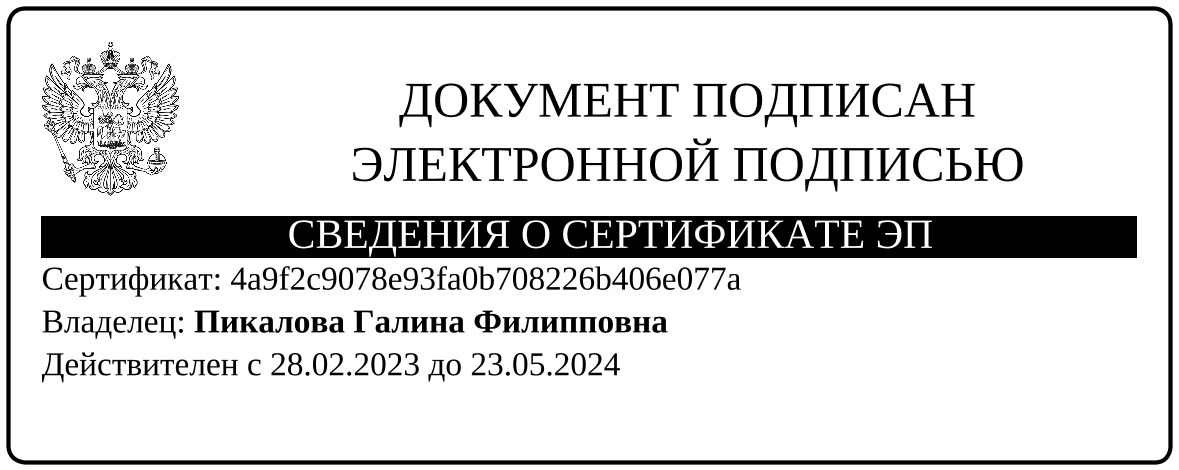 ДОКУМЕНТ ПОДПИСАН
ЭЛЕКТРОННОЙ ПОДПИСЬЮ
СВЕДЕНИЯ О СЕРТИФИКАТЕ ЭП
Сертификат: 4a9f2c9078e93fa0b708226b406e077a
Владелец: Пикалова Галина Филипповна
Действителен с 28.02.2023 до 23.05.2024